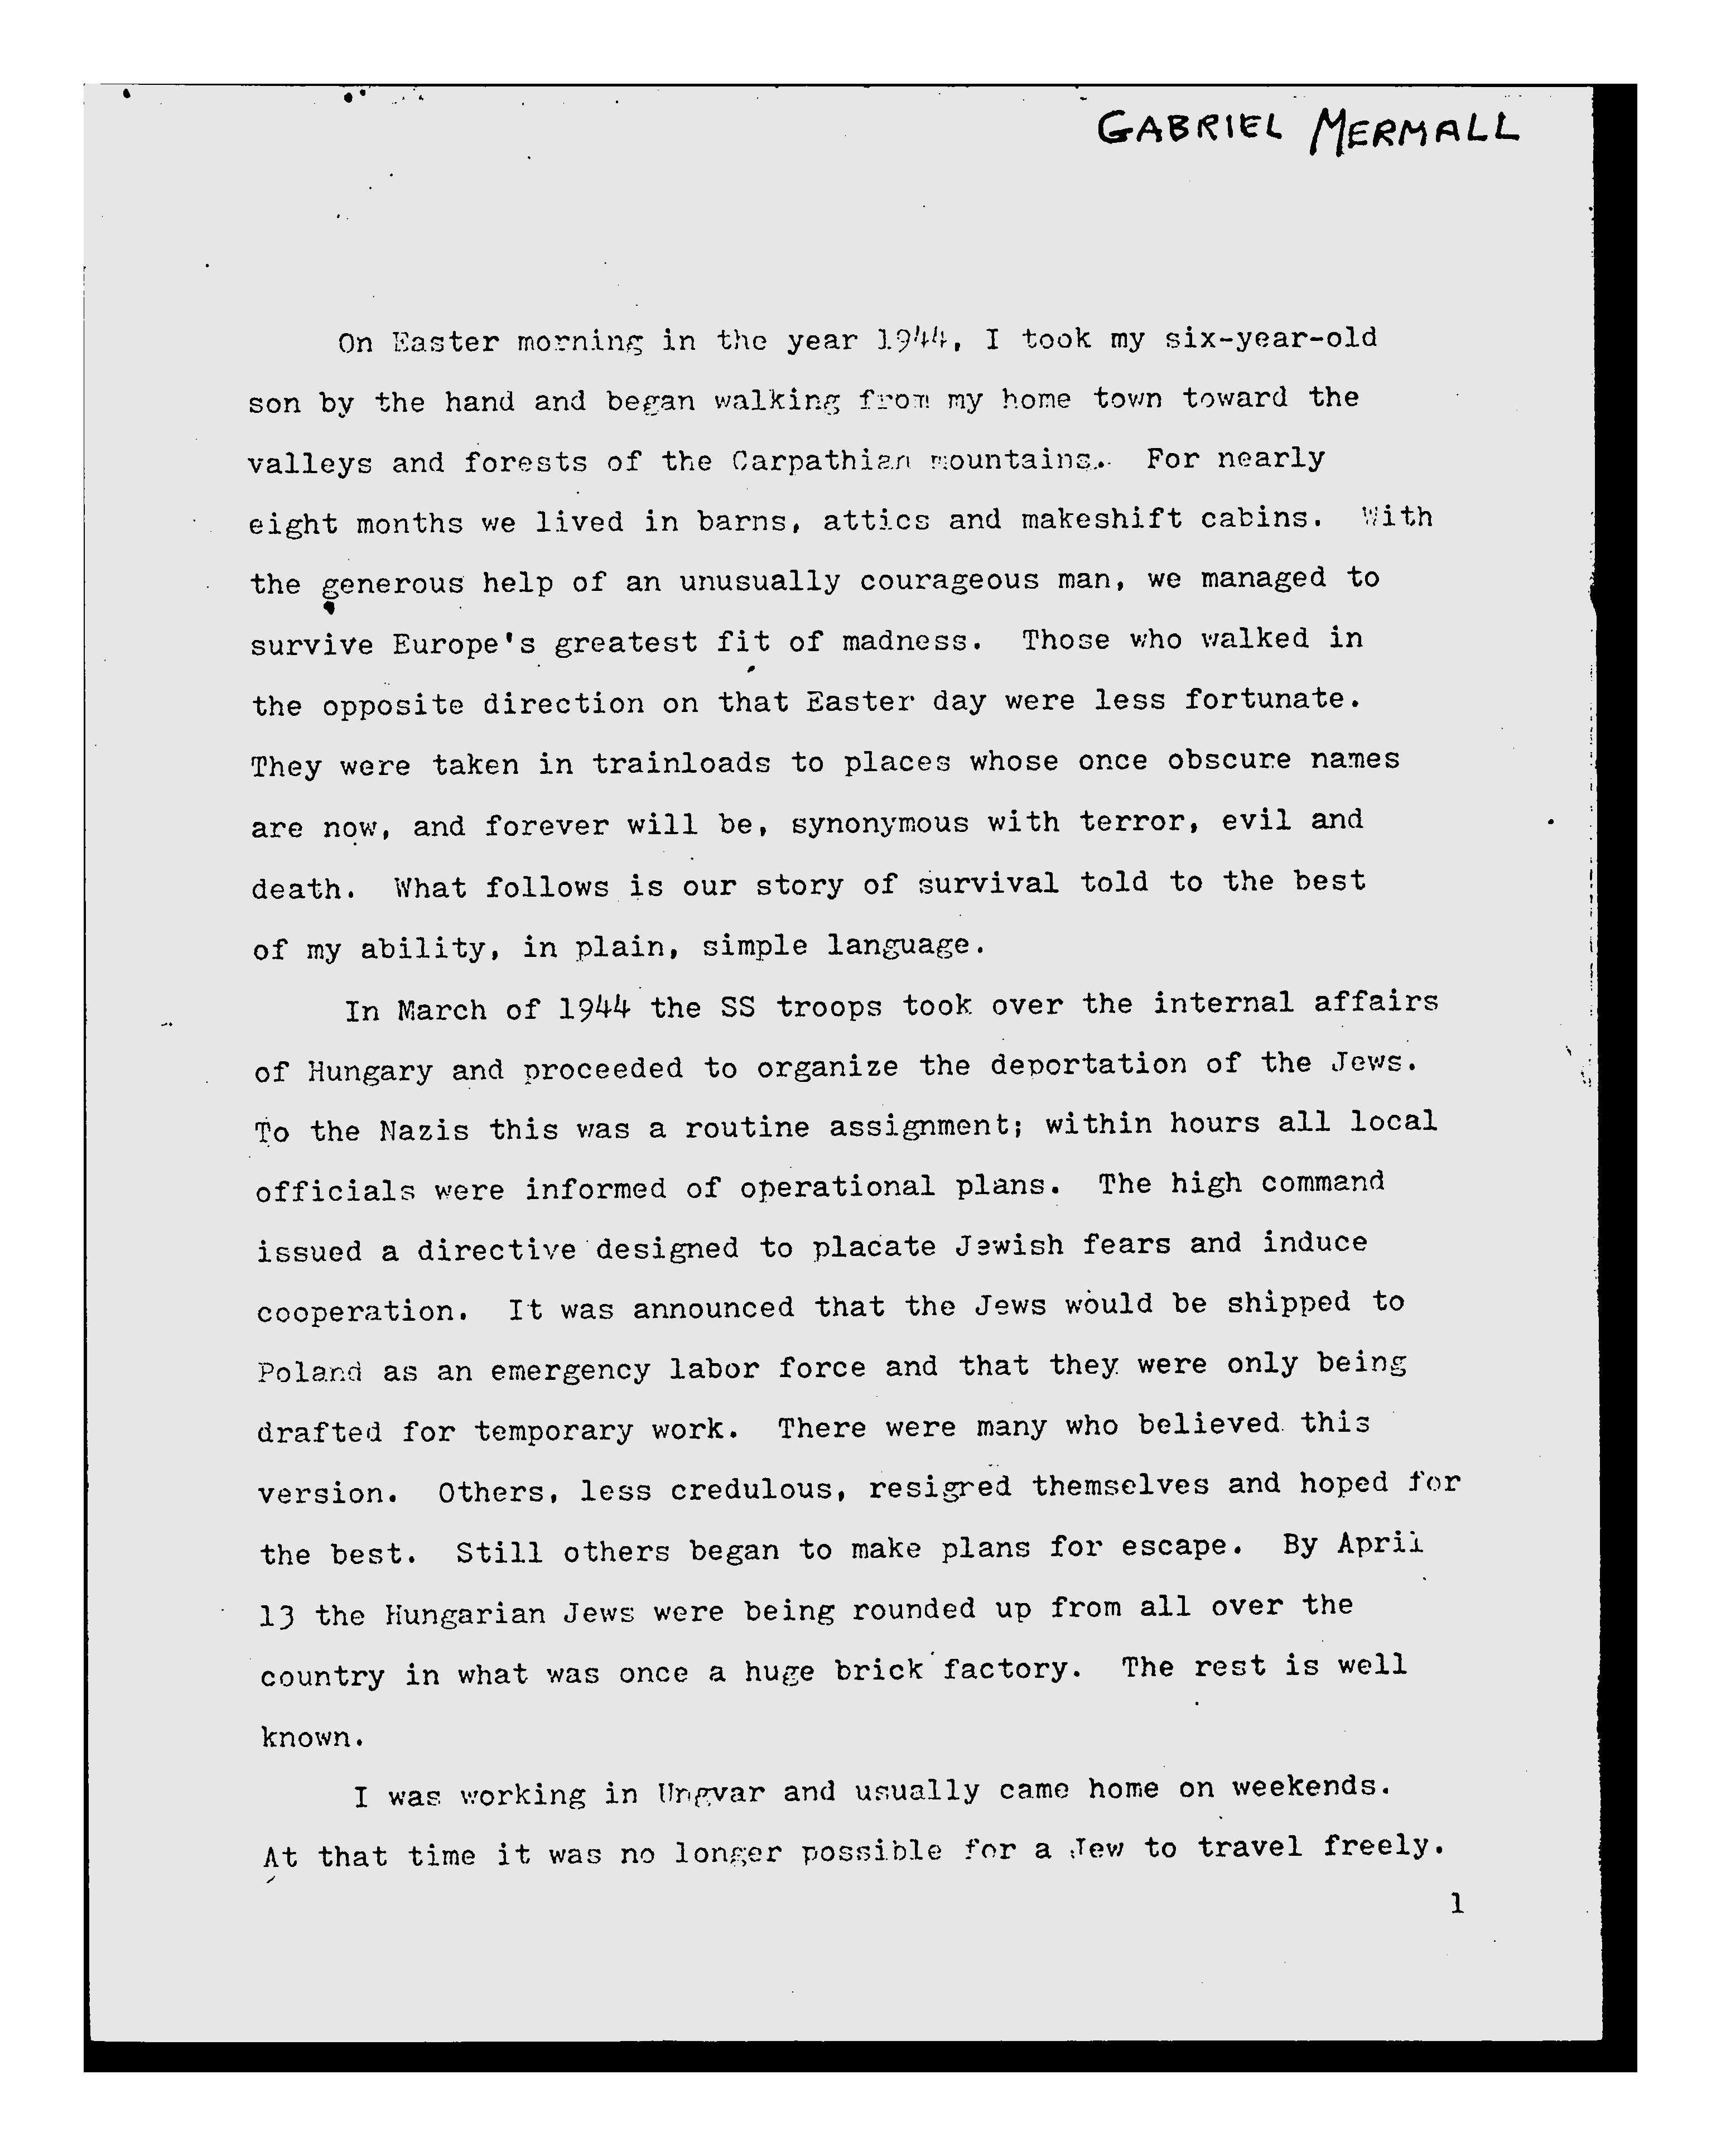 GABRIEL MERMALL
On Easter morning in the year 1944, I took my six-year-old
son by the hand and began walking from my home town toward the
valleys and forests of the Carpathian mountains. For nearly
eight months we lived in barns, attics and makeshift cabins. With
the generous help of an unusually courageous man, we managed to
survive Europe's greatest fit of madness. Those who walked in
the opposite direction on that Easter day were less fortunate.
They were taken in trainloads to places whose once obscure names
are now, and forever will be, synonymous with terror, evil and
death. What follows is our story of survival told to the best
of my ability, in plain, simple language.
In March of 1944 the SS troops took over the internal affairs
of Hungary and proceeded to organize the deportation of the Jews.
To the Nazis this was a routine assignment; within hours all local
officials were informed of operational plans. The high command
issued a directive designed to placate Jewish fears and induce
cooperation. It was announced that the Jews would be shipped to
Poland as an emergency labor force and that they were only being
drafted for temporary work. There were many who believed this
version. Others, less credulous, resigned themselves and hoped for
the best. Still others began to make plans for escape. By April
13 the Hungarian Jews were being rounded up from all over the
country in what was once a huge brick factory. The rest is well
known.
I was working in Ungvar and usually came home on weekends.
At that time it was no longer possible for a Jew to travel freely.
1